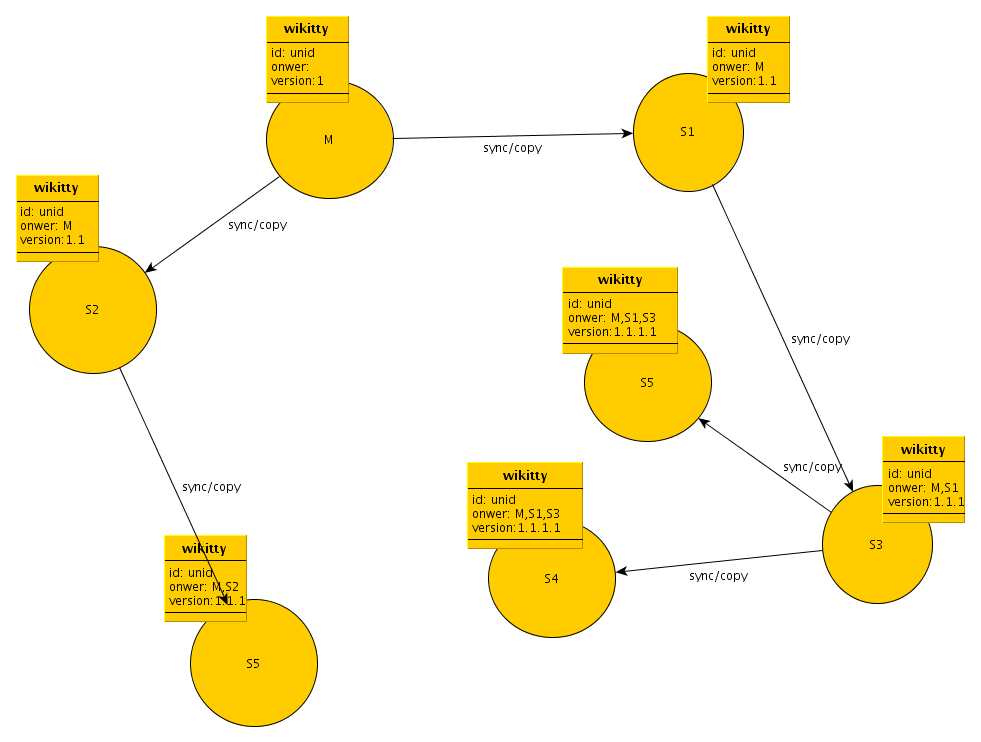 wikitty
id: unid
onwer:
version:1
M
sync/copy
wikitty
id: unid
onwer: M
version:1.1
S1
wikitty
id: unid
onwer: M
version:1.1
S2
sync/copy
sync/copy
wikitty
id: unid
onwer: M,S1,S3
version:1.1.1.1
S5
sync/copy
wikitty
id: unid
onwer: M,S1
version:1.1.1
S3
wikitty
id: unid
onwer: M,S1,S3
version:1.1.1.1
S4
sync/copy
sync/copy
wikitty
id: unid
onwer: M,S2
version:1.1.1
S5